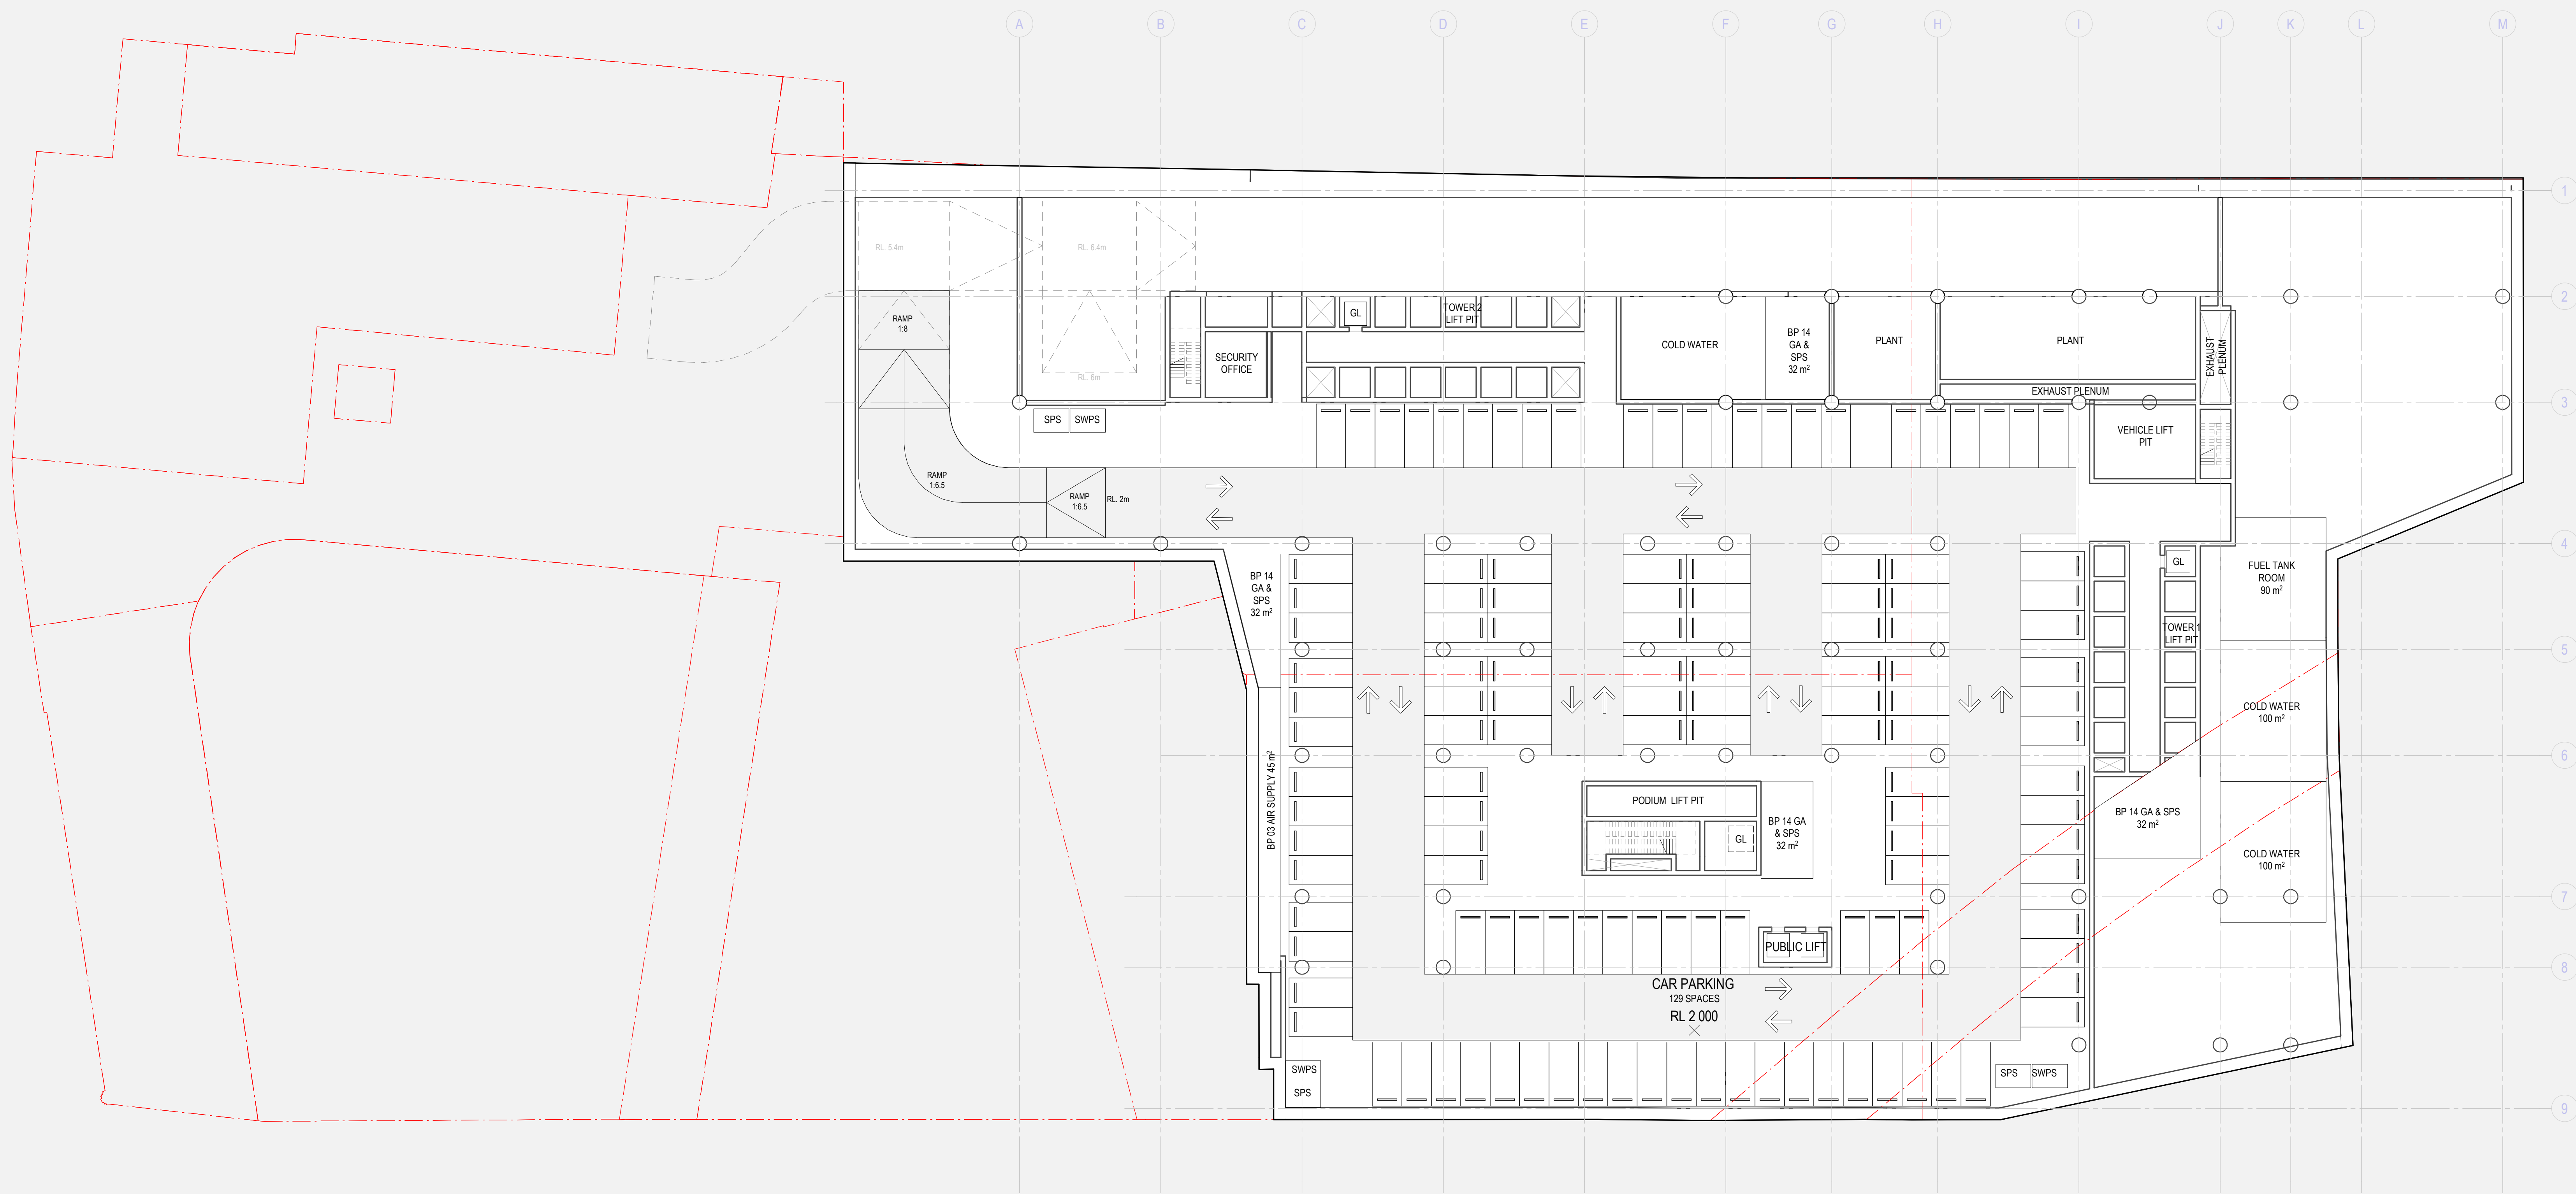 A B C D E F G H I J K L M
1
RL. 5.4m
RL. 6.4m
2
RAMP
1:8
GL
TOWER 2
LIFT PIT
COLD WATER
BP 14
GA &
SPS
32 m²
PLANT
PLANT
EXHAUST
PLENUM
SECURITY
OFFICE
RL. 6m
EXHAUST PLENUM
3
SPS
SWPS
VEHICLE LIFT
PIT
RAMP
1:6.5
RAMP
1:6.5
RL. 2m
4
BP 14
GA &
SPS
32 m²
GL
FUEL TANK
ROOM
90 m²
TOWER 1
LIFT PIT
5
COLD WATER
100 m²
6
BP 03 AIR SUPPLY 45 m²
PODIUM LIFT PIT
GL
BP 14 GA
& SPS
32 m²
BP 14 GA & SPS
32 m²
COLD WATER
100 m²
7
PUBLIC LIFT
8
CAR PARKING
129 SPACES
RL 2 000
SWPS
SPS
SPS
SWPS
9